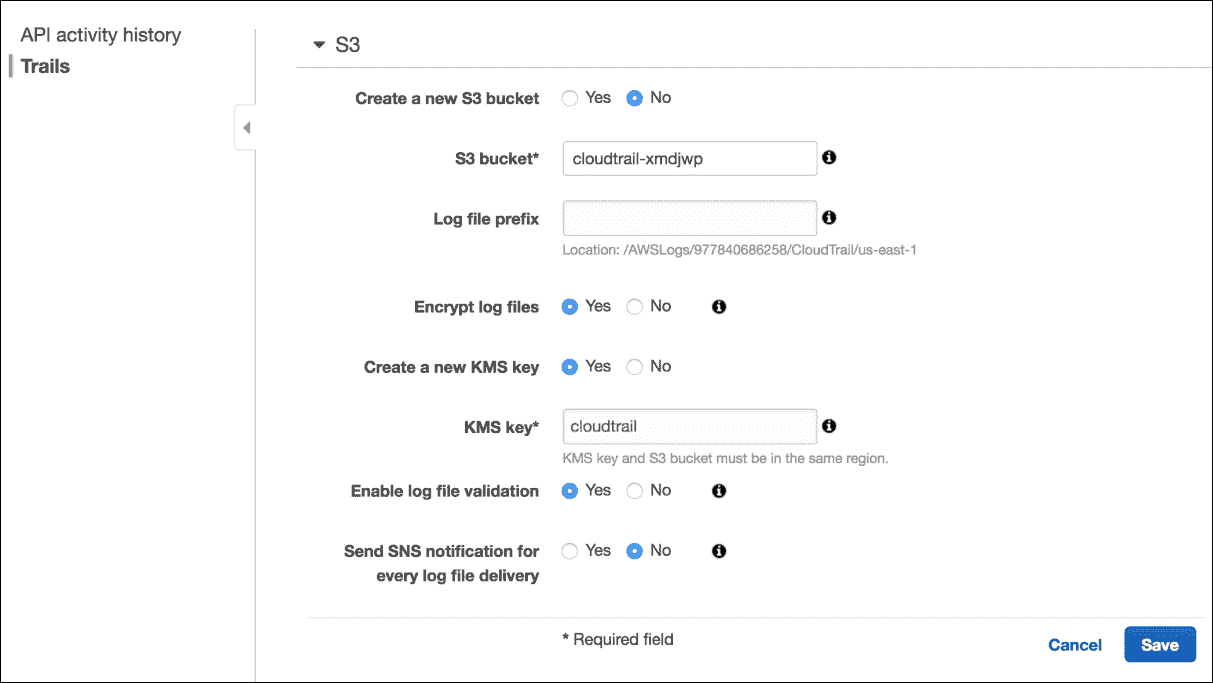 API activity history
Trails
S3
Create a new S3 bucket Yes No
S3 bucket* cloudtrail-xmdjwp
Log file prefix
Location: /AWSLogs/977840686258/CloudTrail/us-east-1
Encrypt log files Yes No
Create a new KMS key Yes No
KMS key* cloudtrail
KMS key and S3 bucket must be in the same region.
Enable log file validation Yes No
Send SNS notification for Yes No
every log file delivery
* Required field Cancel Save